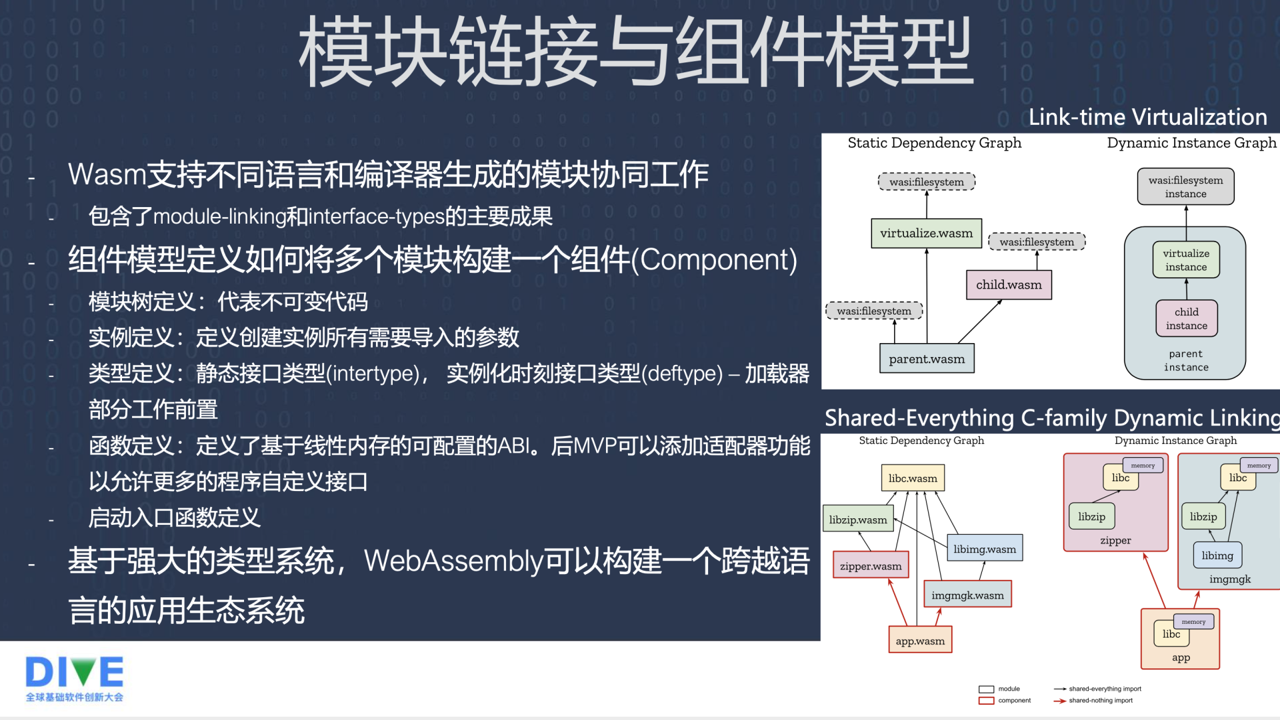 模块链接与组件模型
- Wasm支持不同语言和编译器生成的模块协同工作
- 包含了module-linking和interface-types的主要成果
- 组件模型定义如何将多个模块构建一个组件(Component)
- 模块树定义：代表不可变代码
- 实例定义：定义创建实例所有需要导入的参数
- 类型定义：静态接口类型(intertype)， 实例化时刻接口类型(deftype) – 加载器
部分工作前置
- 函数定义：定义了基于线性内存的可配置的ABI。后MVP可以添加适配器功能
以允许更多的程序自定义接口
- 启动入口函数定义
- 基于强大的类型系统，WebAssembly可以构建一个跨越语
言的应用生态系统
Link-time Virtualization
Static Dependency Graph
wasi:filesystem
virtualize.wasm
wasi:filesystem
child.wasm
wasi:filesystem
parent.wasm
Dynamic Instance Graph
wasi:filesystem
instance
virtualize
instance
child
instance
parent
instance
Shared-Everything C-family Dynamic Linking
Static Dependency Graph
libc.wasm
libzip.wasm
libimg.wasm
zipper.wasm
imgmgk.wasm
app.wasm
Dynamic Instance Graph
memory
libc
libzip
zipper
memory
libc
libzip
libimg
imgmgk
memory
libc
app
module
shared-everything import
component
shared-nothing import
DIVE
全球基础软件创新大会